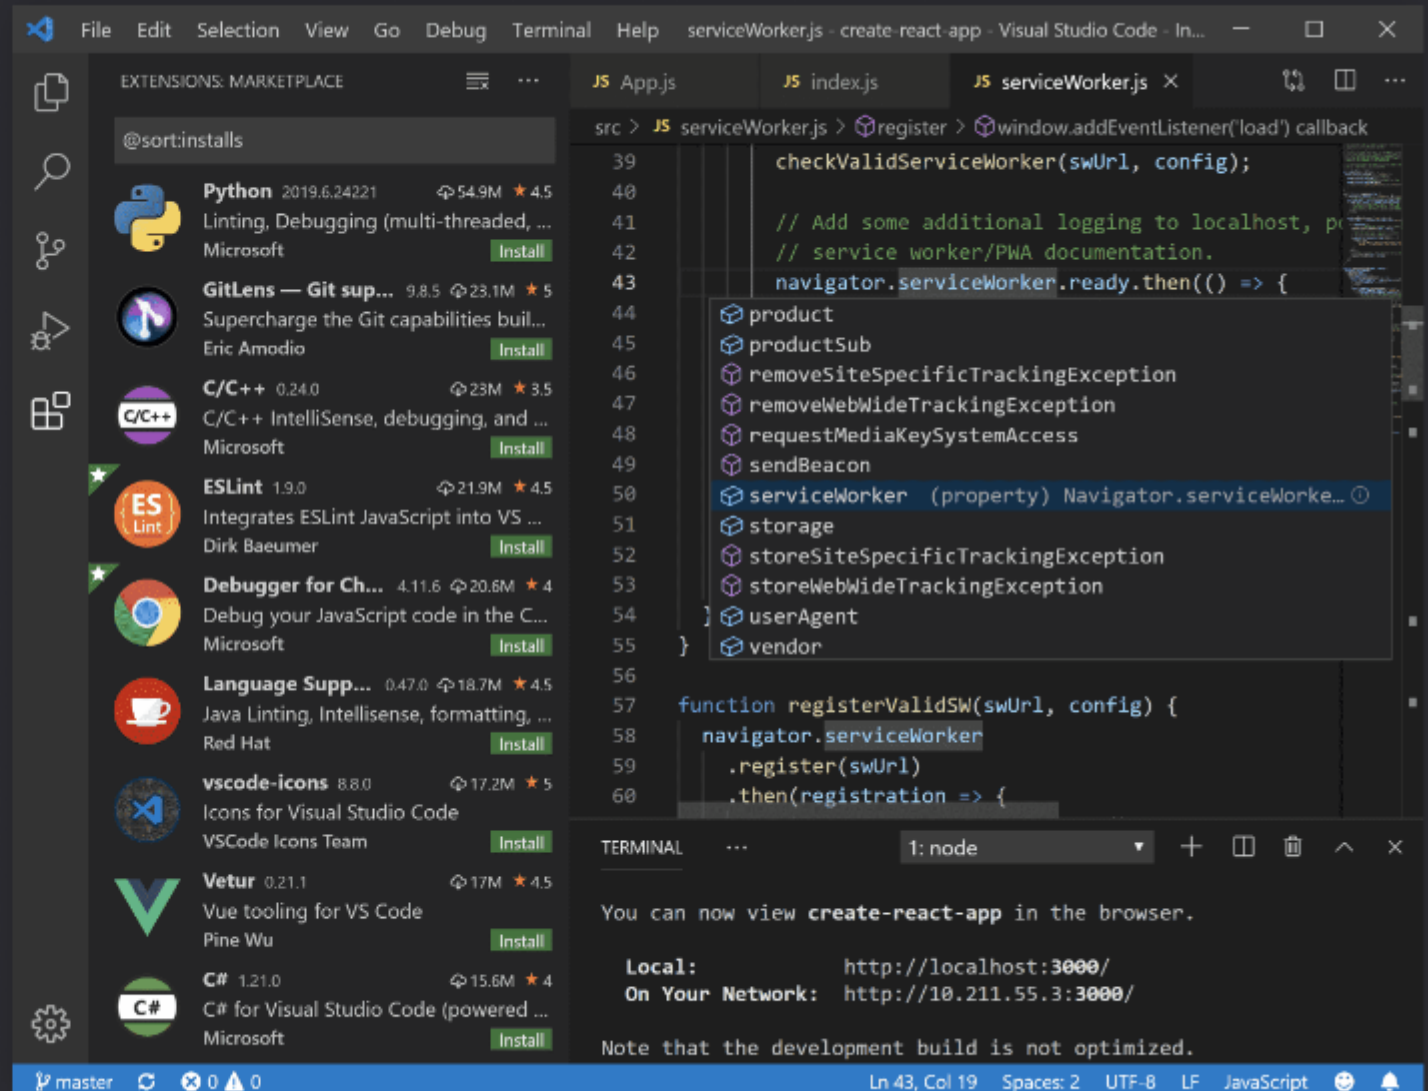 File Edit Selection View Go Debug Terminal Help serviceWorker.js - create-react-app - Visual Studio Code - In...
EXTENSIONS: MARKETPLACE
@sort:installs
Python 2019.6.24221 54.9M 4.5
Linting, Debugging (multi-threaded, ...
Microsoft Install
GitLens — Git sup... 9.8.5 23.1M 5
Supercharge the Git capabilities buil...
Eric Amodio Install
C/C++
C/C++ 0.24.0 23M 3.5
C/C++ IntelliSense, debugging, and ...
Microsoft Install
ES
Lint
ESLint 1.9.0 21.9M 4.5
Integrates ESLint JavaScript into VS ...
Dirk Baeumer Install
Debugger for Ch... 4.11.6 20.6M 4
Debug your JavaScript code in the C...
Microsoft Install
Language Supp... 0.47.0 18.7M 4.5
Java Linting, Intellisense, formatting, ...
Red Hat Install
vscode-icons 8.8.0 17.2M 5
Icons for Visual Studio Code
VSCode Icons Team Install
Vetur 0.21.1 17M 4.5
Vue tooling for VS Code
Pine Wu Install
C#
C# 1.21.0 15.6M 4
C# for Visual Studio Code (powered ...
Microsoft Install
JS App.js JS index.js JS serviceWorker.js
src > JS serviceWorker.js > register > window.addEventListener('load') callback
39 checkValidServiceWorker(swUrl, config);
40
41 // Add some additional logging to localhost, p
42 // service worker/PWA documentation.
43 navigator.serviceWorker.ready.then(() => {
44 product
45 productSub
46 removeSiteSpecificTrackingException
47 removeWebWideTrackingException
48 requestMediaKeySystemAccess
49 sendBeacon
50 serviceWorker (property) Navigator.serviceWorke...
51 storage
52 storeSiteSpecificTrackingException
53 storeWebWideTrackingException
54 } userAgent
55 } vendor
56
57 function registerValidSW(swUrl, config) {
58 navigator.serviceWorker
59 .register(swUrl)
60 .then(registration => {
TERMINAL ... 1: node
You can now view create-react-app in the browser.
Local: http://localhost:3000/
On Your Network: http://10.211.55.3:3000/
Note that the development build is not optimized.
master 0 0 Ln 43, Col 19 Spaces: 2 UTF-8 LF JavaScript